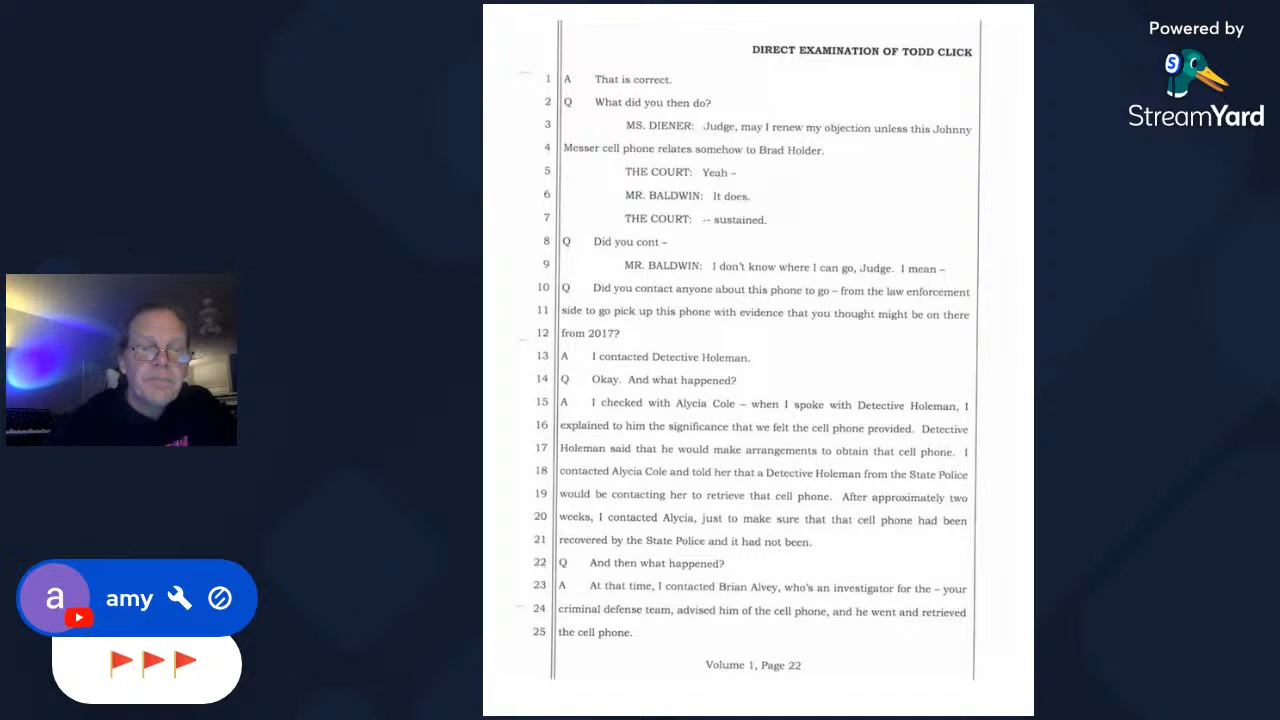 DIRECT EXAMINATION OF TODD CLICK
1 A That is correct.
2 Q What did you then do?
3 MS. DIENER: Judge, may I renew my objection unless this Johnny
4 Messer cell phone relates somehow to Brad Holder.
5 THE COURT: Yeah –
6 MR. BALDWIN: It does.
7 THE COURT: -- sustained.
8 Q Did you cont –
9 MR. BALDWIN: I don't know where I can go, Judge. I mean –
10 Q Did you contact anyone about this phone to go – from the law enforcement
11 side to go pick up this phone with evidence that you thought might be on there
12 from 2017?
13 A I contacted Detective Holeman.
14 Q Okay. And what happened?
15 A I checked with Alycia Cole – when I spoke with Detective Holeman, I
16 explained to him the significance that we felt the cell phone provided. Detective
17 Holeman said that he would make arrangements to obtain that cell phone. I
18 contacted Alycia Cole and told her that a Detective Holeman from the State Police
19 would be contacting her to retrieve that cell phone. After approximately two
20 weeks, I contacted Alycia, just to make sure that that cell phone had been
21 recovered by the State Police and it had not been.
22 Q And then what happened?
23 A At that time, I contacted Brian Alvey, who's an investigator for the – your
24 criminal defense team, advised him of the cell phone, and he went and retrieved
25 the cell phone.
Volume 1, Page 22
Powered by
S
StreamYard
a
amy